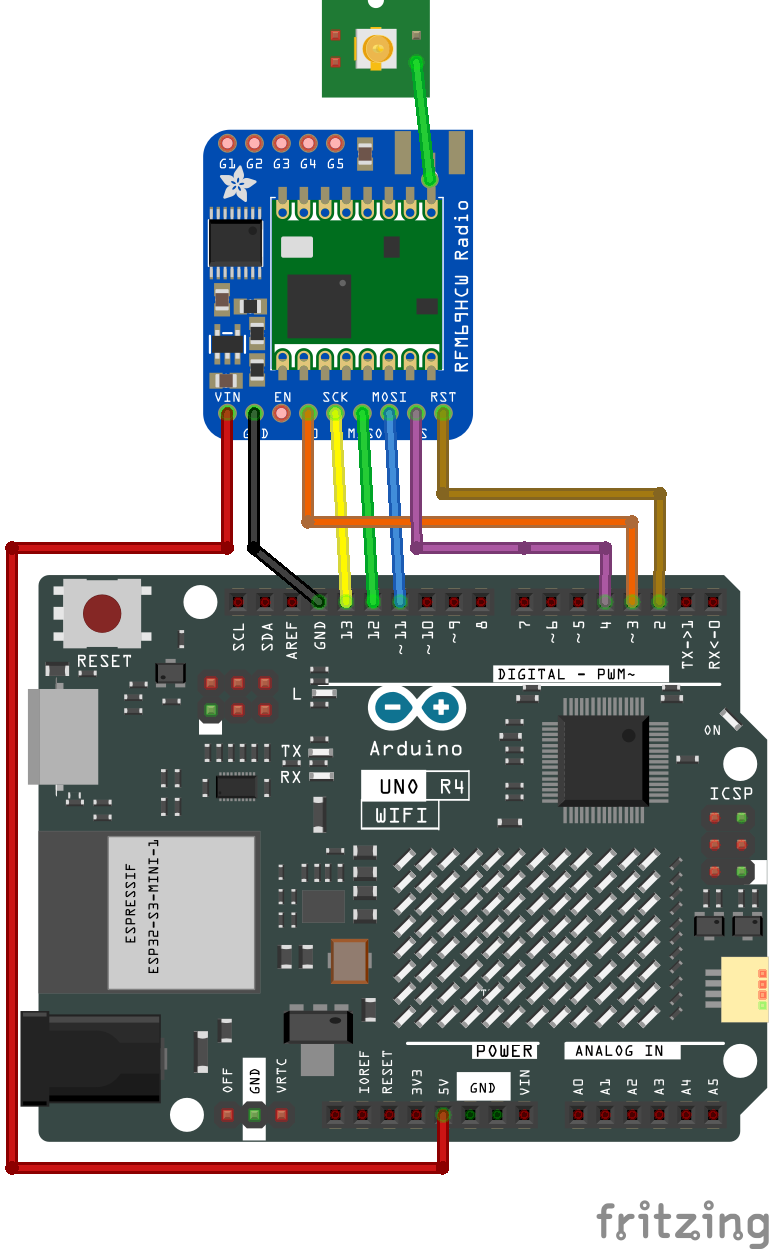 G1 G2 G3 G4 G5
RFM69HCW Radio
VIN EN SCK MOSI RST
RESET
SCL
SDA
AREF
GND
13
12
~11
~10
~9
8
7
~6
~5
4
~3
2
TX->1
RX<-0
DIGITAL - PWM~
L
TX
RX
Arduino
UNO R4
WIFI
ON
ICSP
ESPRESSIF
ESP32-S3-MINI-1
OFF
GND
VRTC
POWER
ANALOG IN
IOREF
RESET
3V3
5V
GND
VIN
A0
A1
A2
A3
A4
A5
fritzing